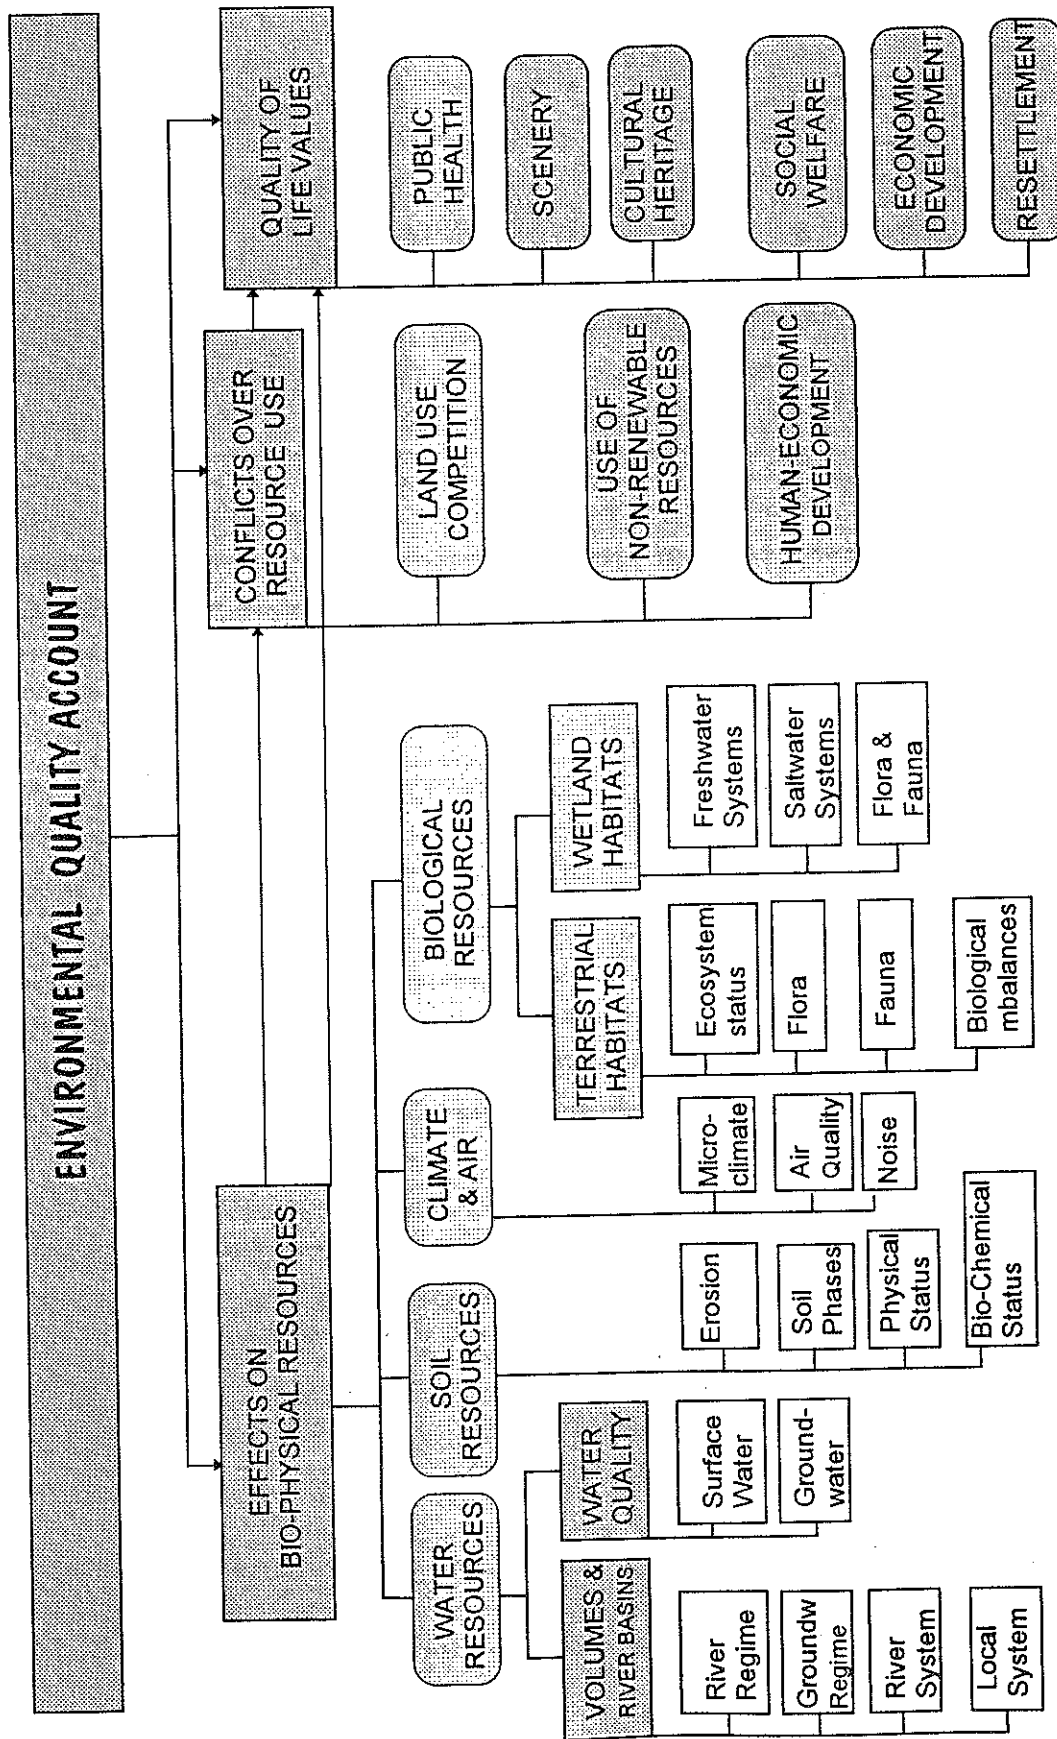 ENVIRONMENTAL QUALITY ACCOUNT
EFFECTS ON
BIO-PHYSICAL RESOURCES
CONFLICTS OVER
RESOURCE USE
QUALITY OF
LIFE VALUES
WATER
RESOURCES
SOIL
RESOURCES
CLIMATE
& AIR
BIOLOGICAL
RESOURCES
VOLUMES &
RIVER BASINS
WATER
QUALITY
TERRESTRIAL
HABITATS
WETLAND
HABITATS
River
Regime
Groundw
Regime
River
System
Local
System
Surface
Water
Ground-
water
Erosion
Soil
Phases
Physical
Status
Bio-Chemical
Status
Micro-
climate
Air
Quality
Noise
Ecosystem
status
Flora
Fauna
Biological
mbalances
Freshwater
Systems
Saltwater
Systems
Flora &
Fauna
LAND USE
COMPETITION
USE OF
NON-RENEWABLE
RESOURCES
HUMAN-ECONOMIC
DEVELOPMENT
PUBLIC
HEALTH
SCENERY
CULTURAL
HERITAGE
SOCIAL
WELFARE
ECONOMIC
DEVELOPMENT
RESETTLEMENT